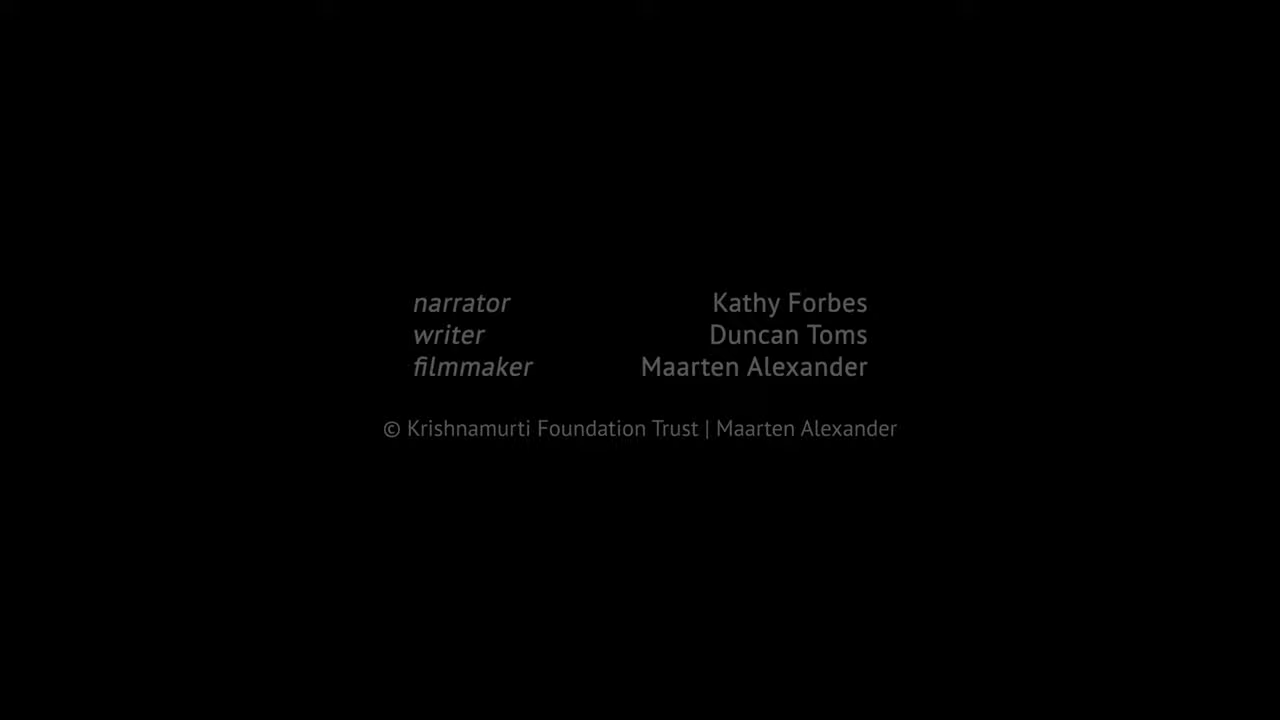 narrator Kathy Forbes
writer Duncan Toms
filmmaker Maarten Alexander
© Krishnamurti Foundation Trust | Maarten Alexander